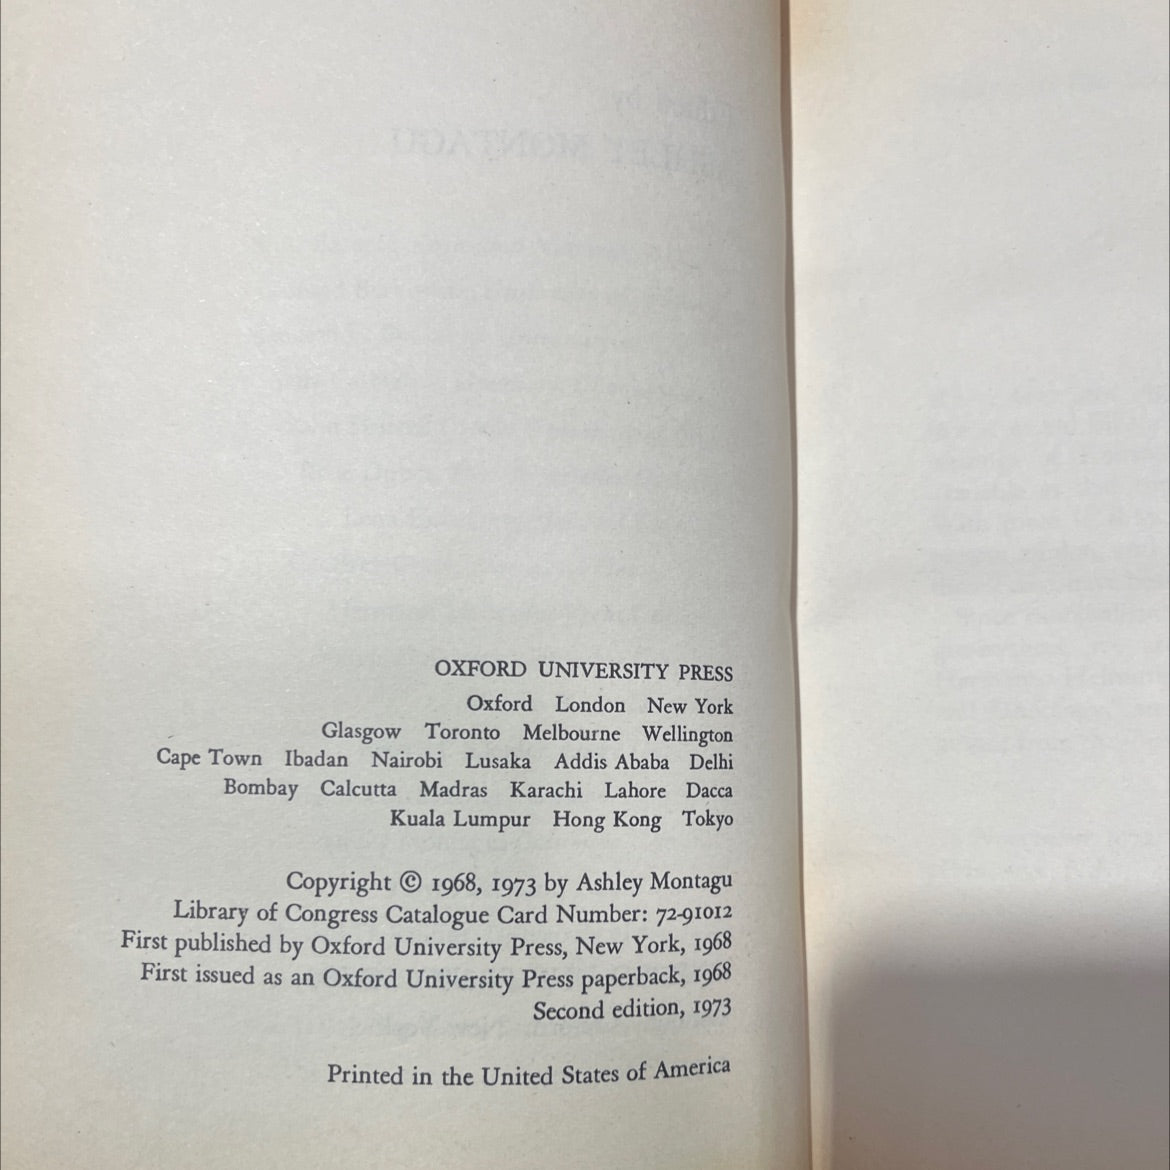 OXFORD UNIVERSITY PRESS
Oxford London New York
Glasgow Toronto Melbourne Wellington
Cape Town Ibadan Nairobi Lusaka Addis Ababa Delhi
Bombay Calcutta Madras Karachi Lahore Dacca
Kuala Lumpur Hong Kong Tokyo
Copyright © 1968, 1973 by Ashley Montagu
Library of Congress Catalogue Card Number: 72-91012
First published by Oxford University Press, New York, 1968
First issued as an Oxford University Press paperback, 1968
Second edition, 1973
Printed in the United States of America